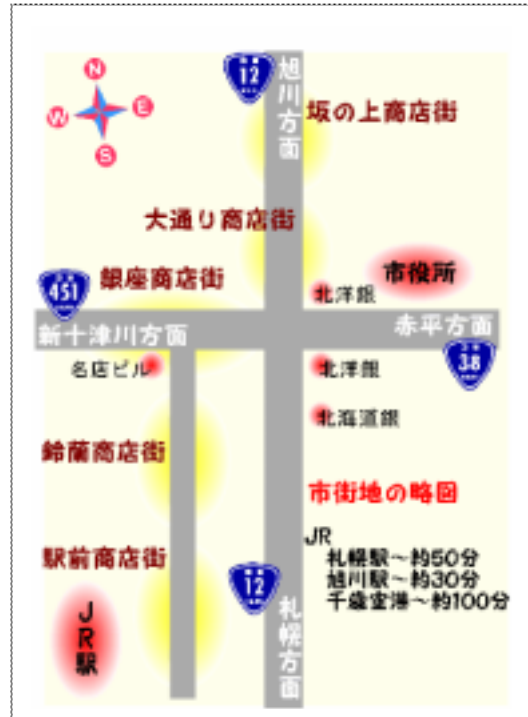 N
W
E
S
12
旭川方面
坂の上商店街
大通り商店街
市役所
451
銀座商店街
北洋銀
新十津川方面
赤平方面
38
名店ビル
北洋銀
北海道銀
鈴蘭商店街
市街地の略図
駅前商店街
JR
札幌駅～約50分
旭川駅～約30分
千歳空港～約100分
12
札幌方面
JR駅